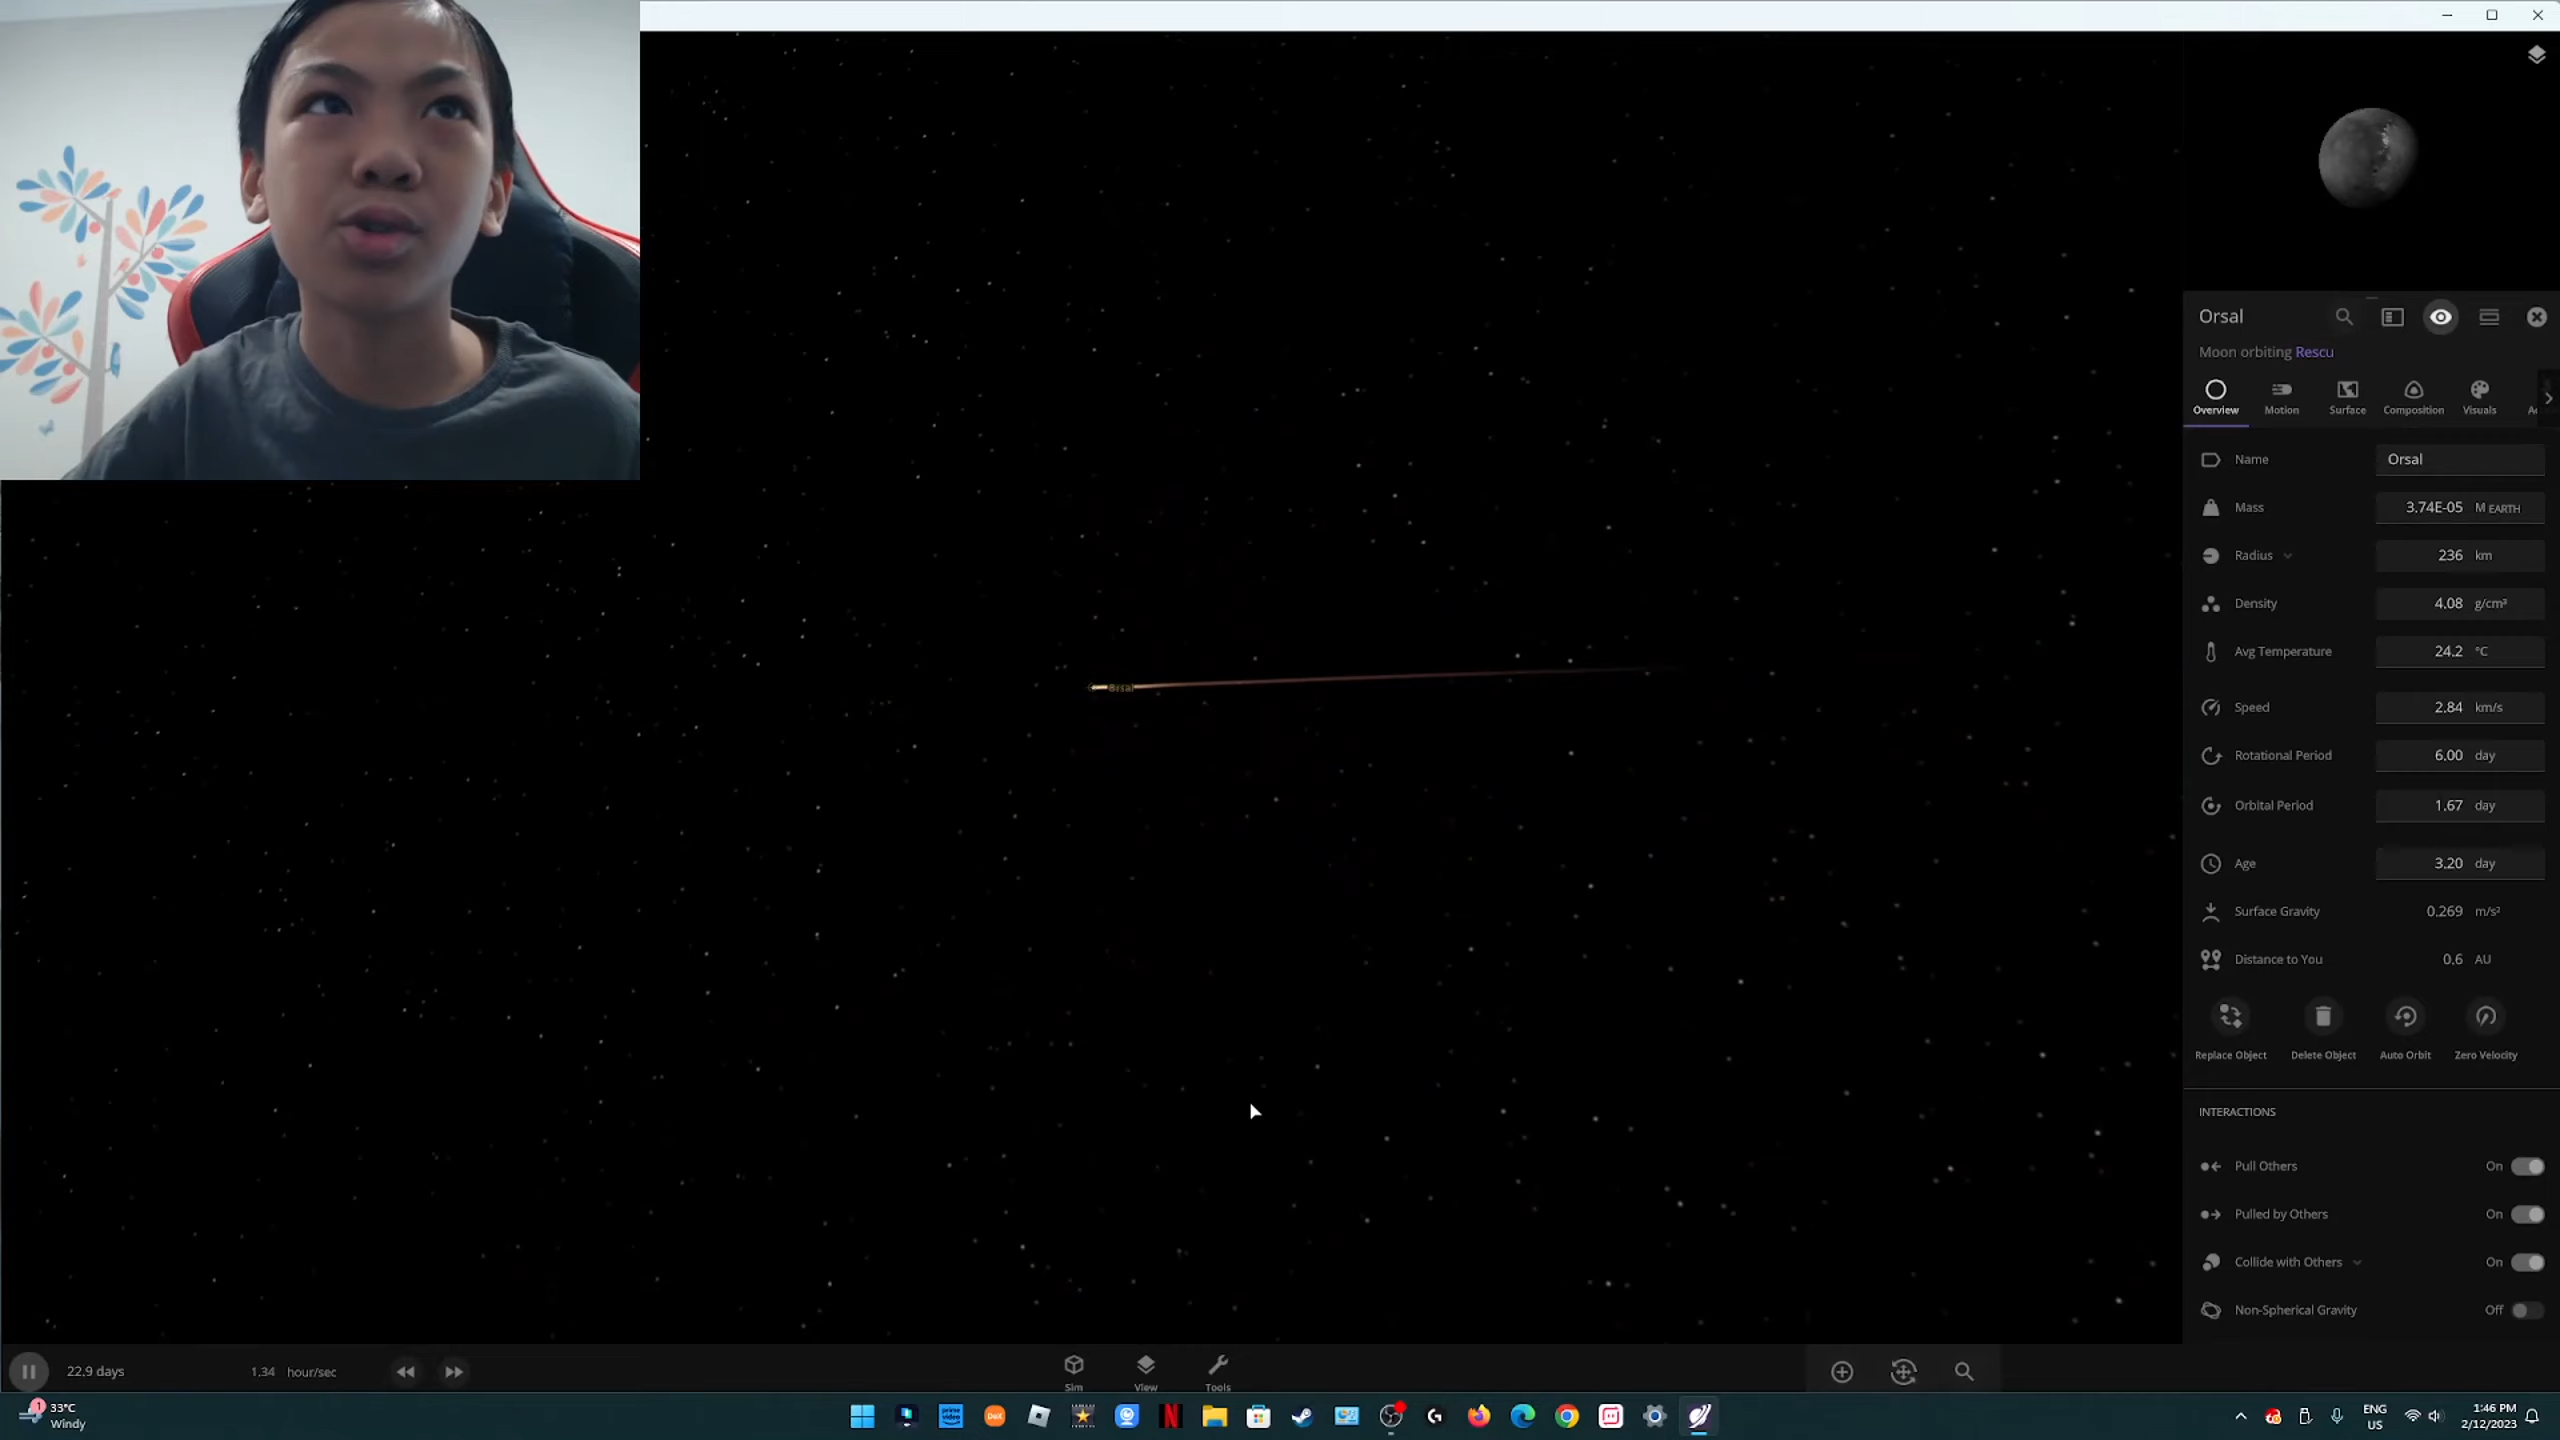 Orsal
Moon orbiting Rescu
Overview Motion Surface Composition Visuals
Name Orsal
Mass 3.74E-05 M EARTH
Radius 236 km
Density 4.08 g/cm³
Avg Temperature 24.2 °C
Speed 2.84 km/s
Rotational Period 6.00 day
Orbital Period 1.67 day
Age 3.20 day
Surface Gravity 0.269 m/s²
Distance to You 0.6 AU
Replace Object Delete Object Auto Orbit Zero Velocity
INTERACTIONS
Pull Others On
Pulled by Others On
Collide with Others On
Non-Spherical Gravity Off
Orsal
22.9 days 1.34 hour/sec
Sim View Tools
1 33°C
Windy
prime video
DeX
N
G
ENG
US
1:46 PM
2/12/2023